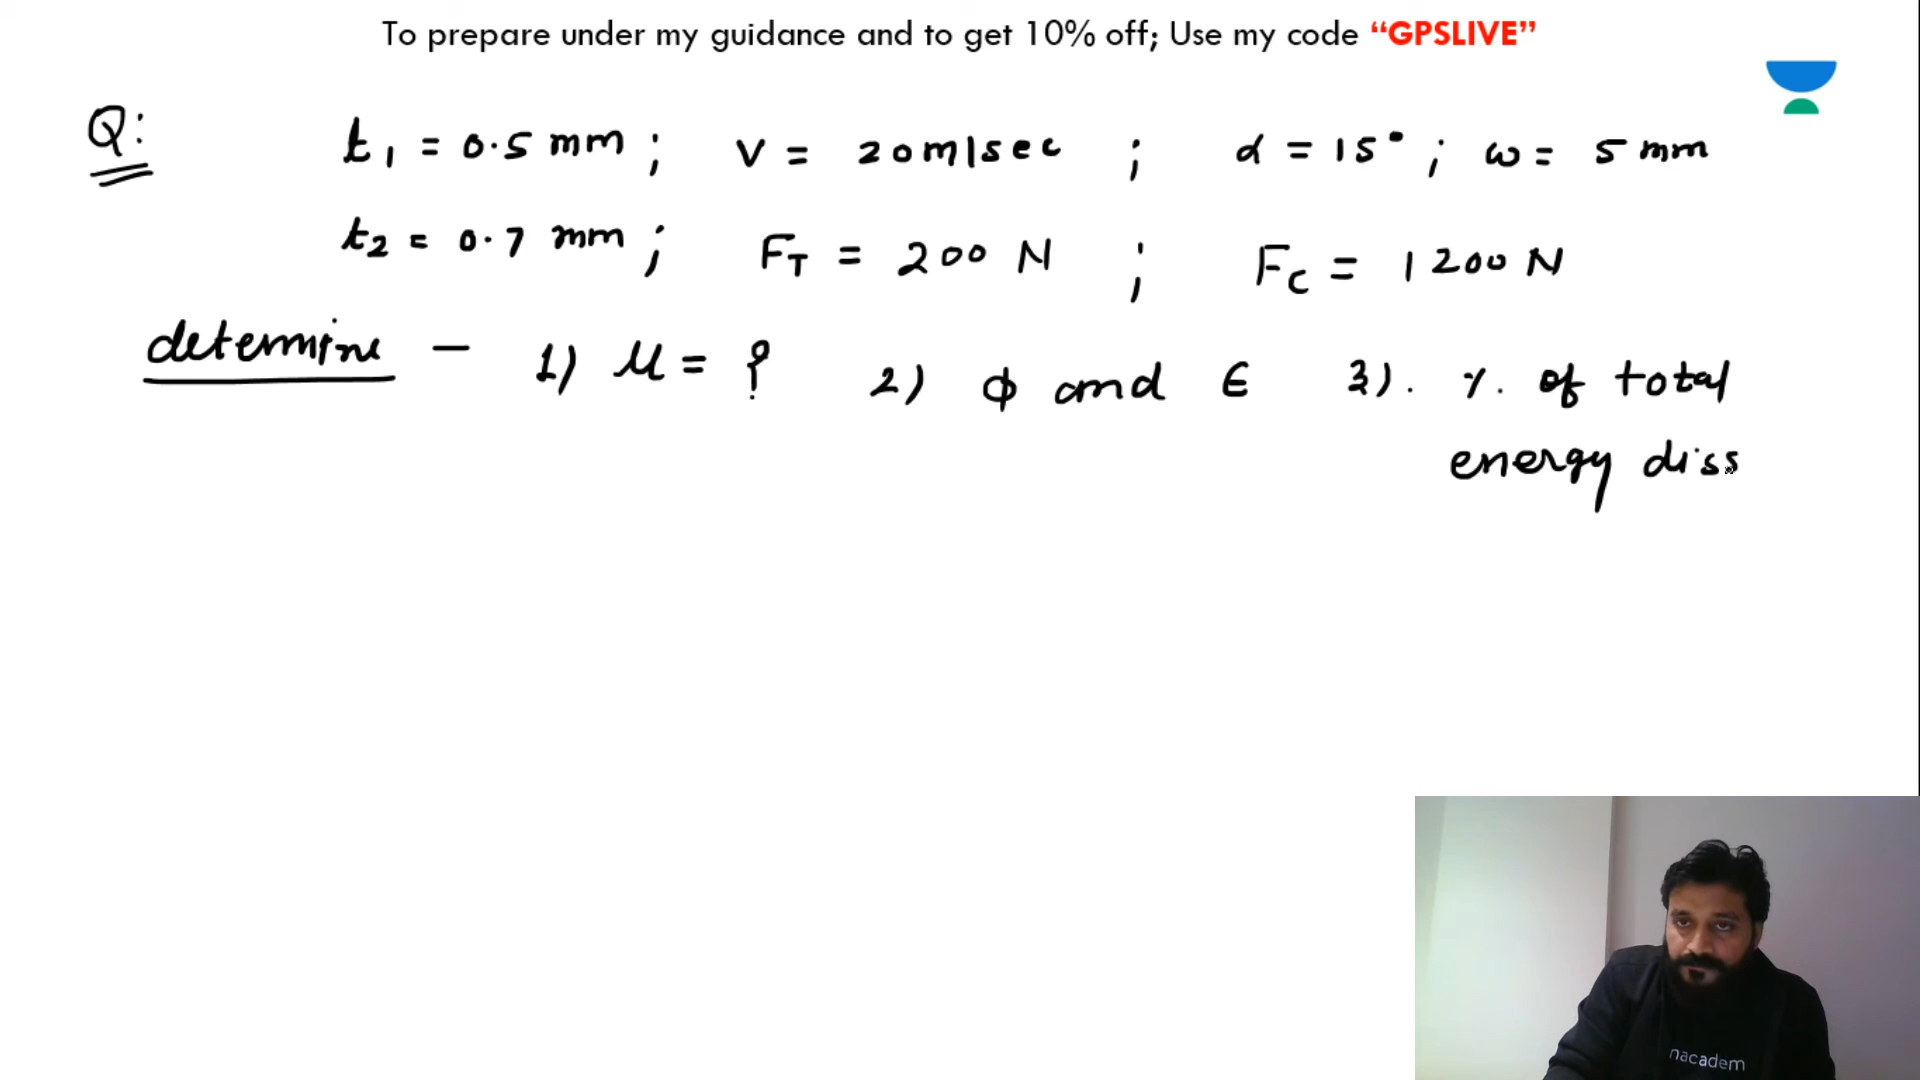 To prepare under my guidance and to get 10% off; Use my code “GPSLIVE”
Q: t₁ = 0.5 mm ; V = 20 m/sec ; α = 15° ; ω = 5 mm
t₂ = 0.7 mm ; F_T = 200 N ; F_C = 1200 N
determine – 1) μ = ? 2) φ and ϵ 3). %. of total
energy diss
nacadem